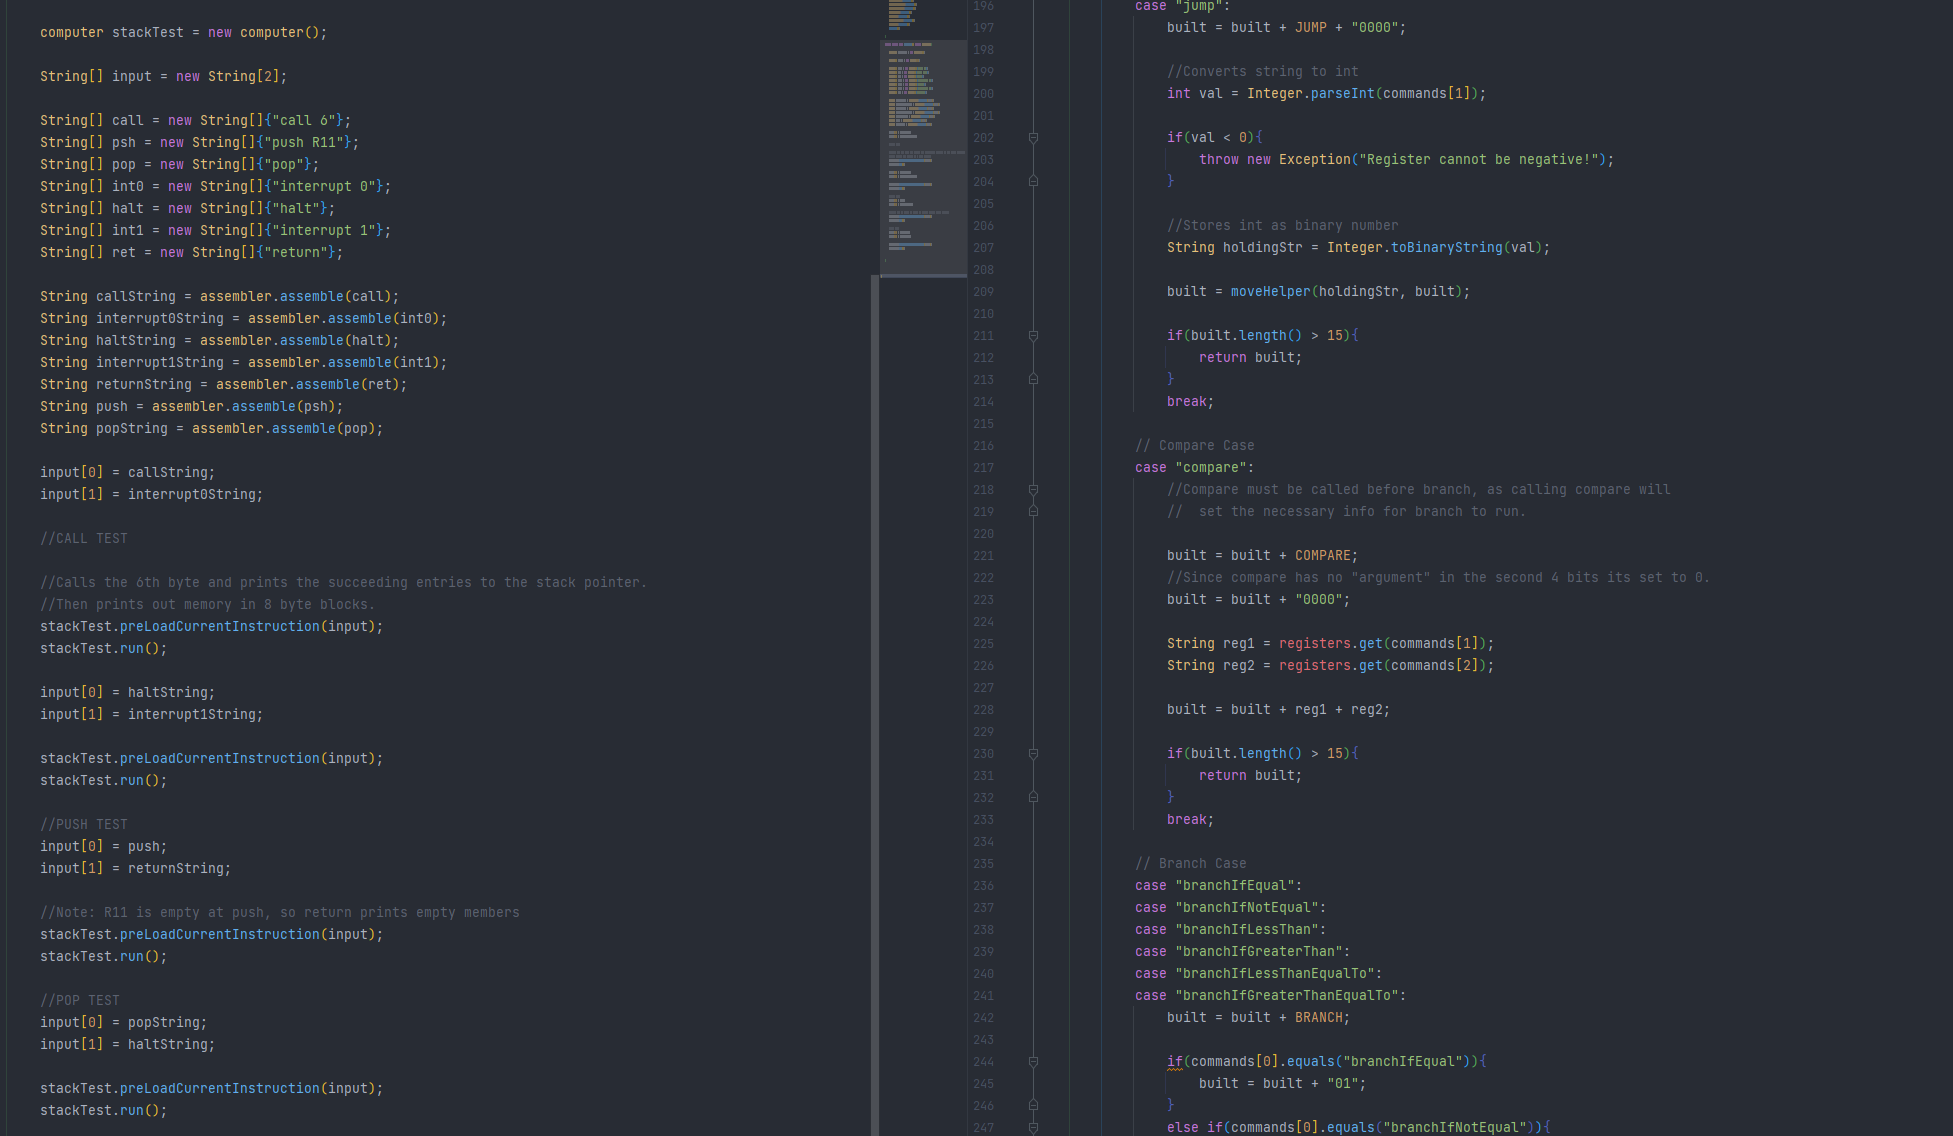 computer stackTest = new computer();
String[] input = new String[2];
String[] call = new String[]{"call 6"};
String[] psh = new String[]{"push R11"};
String[] pop = new String[]{"pop"};
String[] int0 = new String[]{"interrupt 0"};
String[] halt = new String[]{"halt"};
String[] int1 = new String[]{"interrupt 1"};
String[] ret = new String[]{"return"};
String callString = assembler.assemble(call);
String interrupt0String = assembler.assemble(int0);
String haltString = assembler.assemble(halt);
String interrupt1String = assembler.assemble(int1);
String returnString = assembler.assemble(ret);
String push = assembler.assemble(psh);
String popString = assembler.assemble(pop);
input[0] = callString;
input[1] = interrupt0String;
//CALL TEST
//Calls the 6th byte and prints the succeeding entries to the stack pointer.
//Then prints out memory in 8 byte blocks.
stackTest.preLoadCurrentInstruction(input);
stackTest.run();
input[0] = haltString;
input[1] = interrupt1String;
stackTest.preLoadCurrentInstruction(input);
stackTest.run();
//PUSH TEST
input[0] = push;
input[1] = returnString;
//Note: R11 is empty at push, so return prints empty members
stackTest.preLoadCurrentInstruction(input);
stackTest.run();
//POP TEST
input[0] = popString;
input[1] = haltString;
stackTest.preLoadCurrentInstruction(input);
stackTest.run();
196 case "jump":
197 built = built + JUMP + "0000";
198
199 //Converts string to int
200 int val = Integer.parseInt(commands[1]);
201
202 if(val < 0){
203 throw new Exception("Register cannot be negative!");
204 }
205
206 //Stores int as binary number
207 String holdingStr = Integer.toBinaryString(val);
208
209 built = moveHelper(holdingStr, built);
210
211 if(built.length() > 15){
212 return built;
213 }
214 break;
215
216 // Compare Case
217 case "compare":
218 //Compare must be called before branch, as calling compare will
219 //  set the necessary info for branch to run.
220
221 built = built + COMPARE;
222 //Since compare has no "argument" in the second 4 bits its set to 0.
223 built = built + "0000";
224
225 String reg1 = registers.get(commands[1]);
226 String reg2 = registers.get(commands[2]);
227
228 built = built + reg1 + reg2;
229
230 if(built.length() > 15){
231 return built;
232 }
233 break;
234
235 // Branch Case
236 case "branchIfEqual":
237 case "branchIfNotEqual":
238 case "branchIfLessThan":
239 case "branchIfGreaterThan":
240 case "branchIfLessThanEqualTo":
241 case "branchIfGreaterThanEqualTo":
242 built = built + BRANCH;
243
244 if(commands[0].equals("branchIfEqual")){
245 built = built + "01";
246 }
247 else if(commands[0].equals("branchIfNotEqual")){